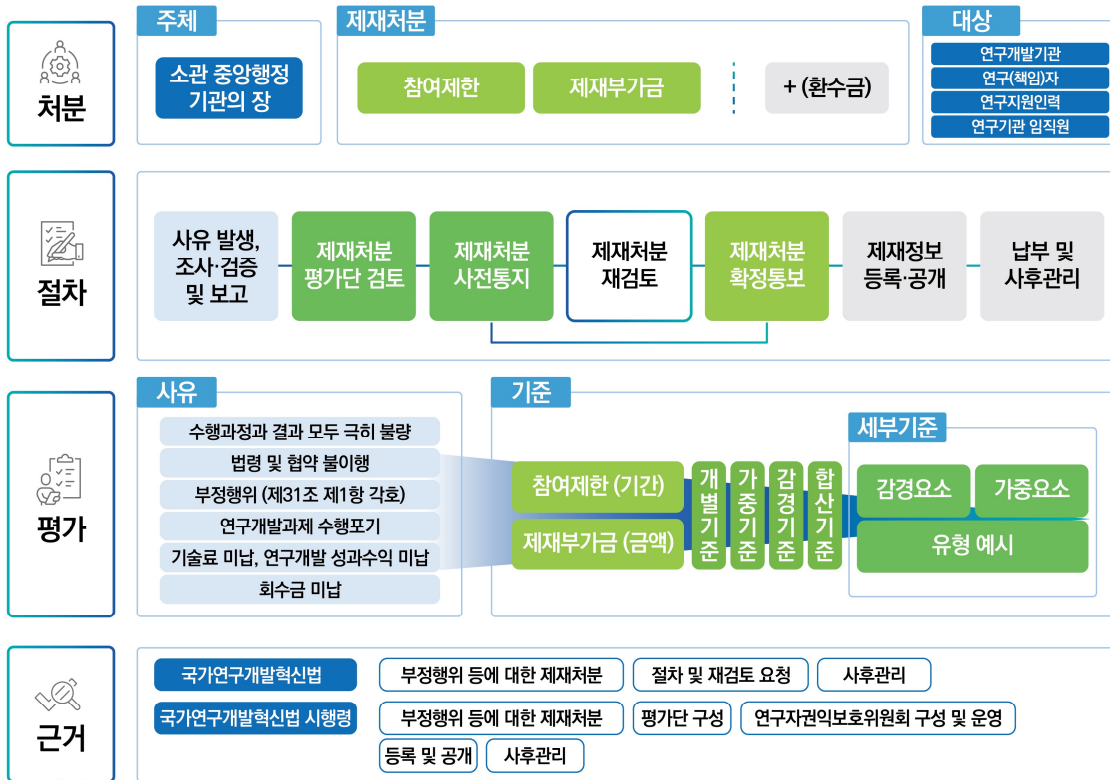 처분
주체
소관 중앙행정
기관의 장
제재처분
참여제한
제재부가금
+ (환수금)
대상
연구개발기관
연구(책임)자
연구지원인력
연구기관 임직원
절차
사유 발생,
조사·검증
및 보고
제재처분
평가단 검토
제재처분
사전통지
제재처분
재검토
제재처분
확정통보
제재정보
등록·공개
납부 및
사후관리
평가
사유
수행과정과 결과 모두 극히 불량
법령 및 협약 불이행
부정행위 (제31조 제1항 각호)
연구개발과제 수행포기
기술료 미납, 연구개발 성과수익 미납
회수금 미납
기준
참여제한 (기간)
제재부가금 (금액)
개별기준
가중기준
감경기준
합산기준
세부기준
감경요소
가중요소
유형 예시
근거
국가연구개발혁신법
부정행위 등에 대한 제재처분
절차 및 재검토 요청
사후관리
국가연구개발혁신법 시행령
부정행위 등에 대한 제재처분
평가단 구성
연구자권익보호위원회 구성 및 운영
등록 및 공개
사후관리